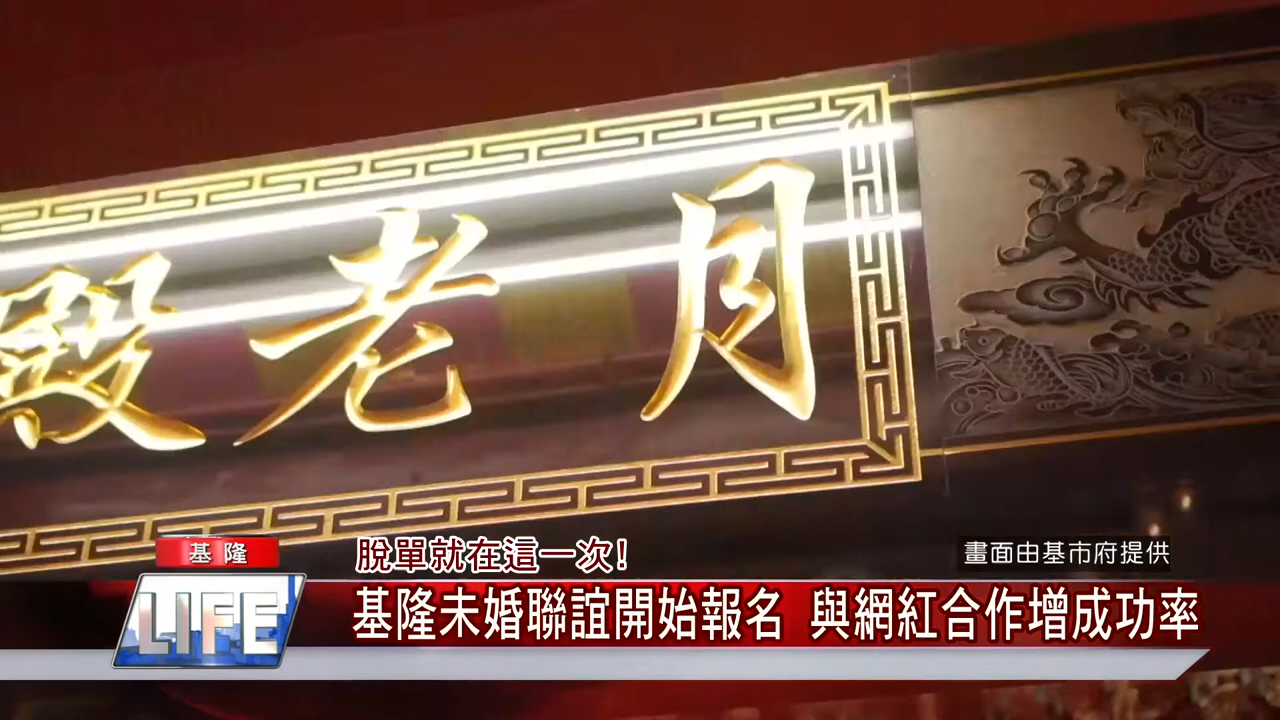 月老殿
基隆
LIFE
脫單就在這一次!
畫面由基市府提供
基隆未婚聯誼開始報名 與網紅合作增成功率